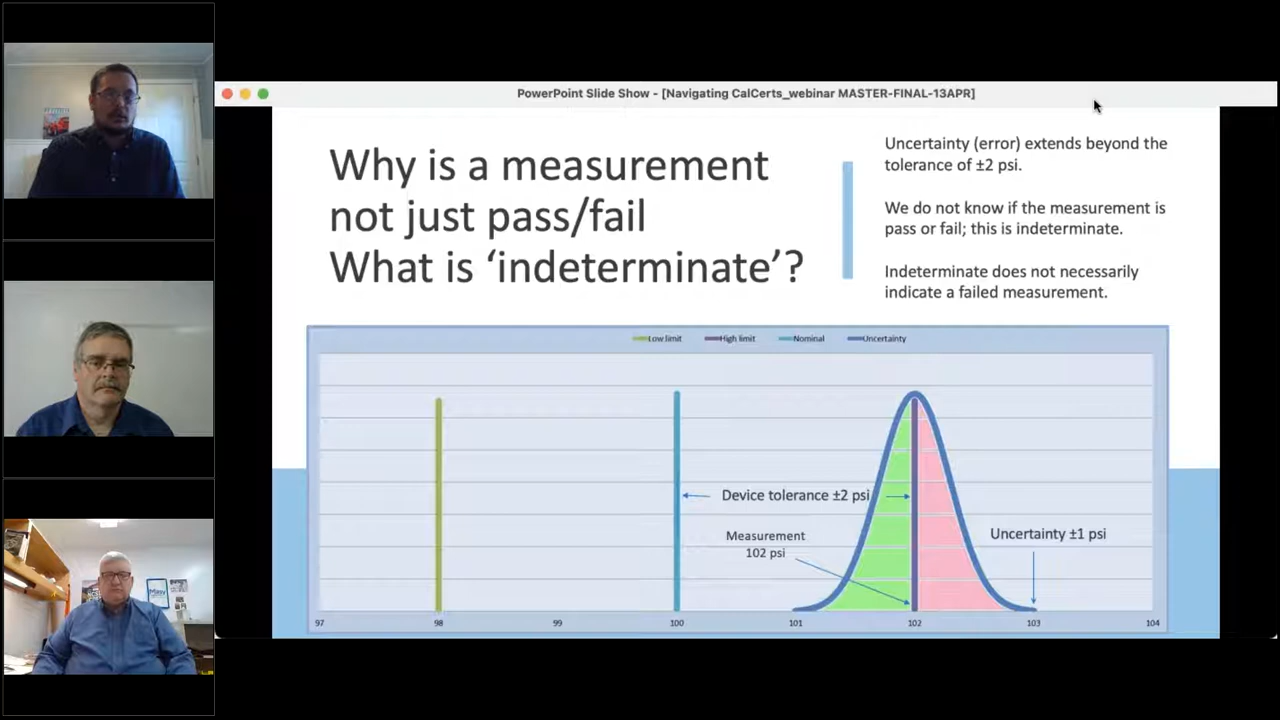 PowerPoint Slide Show - [Navigating CalCerts_webinar MASTER-FINAL-13APR]
Why is a measurement
not just pass/fail
What is ‘indeterminate’?
Uncertainty (error) extends beyond the
tolerance of ±2 psi.
We do not know if the measurement is
pass or fail; this is indeterminate.
Indeterminate does not necessarily
indicate a failed measurement.
Low limit
High limit
Nominal
Uncertainty
Device tolerance ±2 psi
Measurement
102 psi
Uncertainty ±1 psi
97
98
99
100
101
102
103
104
Masy